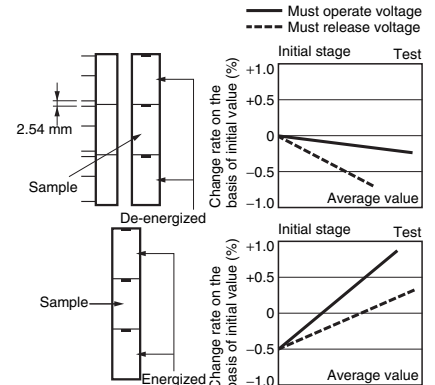 Must operate voltage
Must release voltage
Initial stage Test
Change rate on the
basis of initial value (%)
+1.0
+0.5
0
−0.5
−1.0
Average value
2.54 mm
Sample
De-energized
Initial stage Test
Change rate on the
basis of initial value (%)
+1.0
+0.5
0
−0.5
−1.0
Average value
Sample
Energized